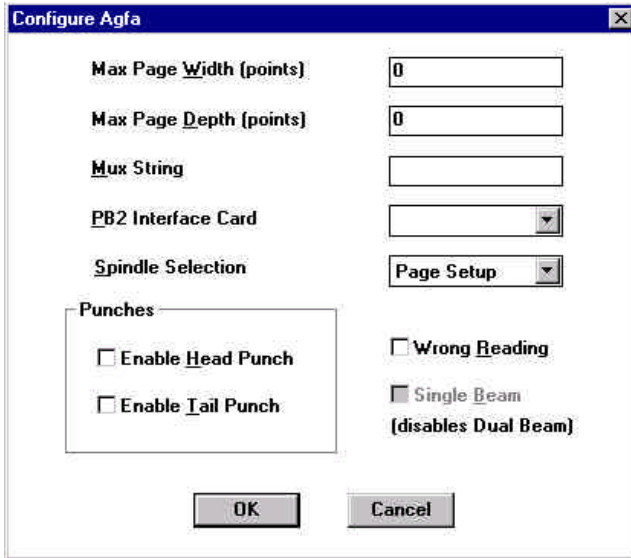 Configure Agfa
Max Page Width (points) 0
Max Page Depth (points) 0
Mux String
PB2 Interface Card
Spindle Selection Page Setup
Punches
Enable Head Punch
Enable Tail Punch
Wrong Reading
Single Beam
(disables Dual Beam)
OK Cancel